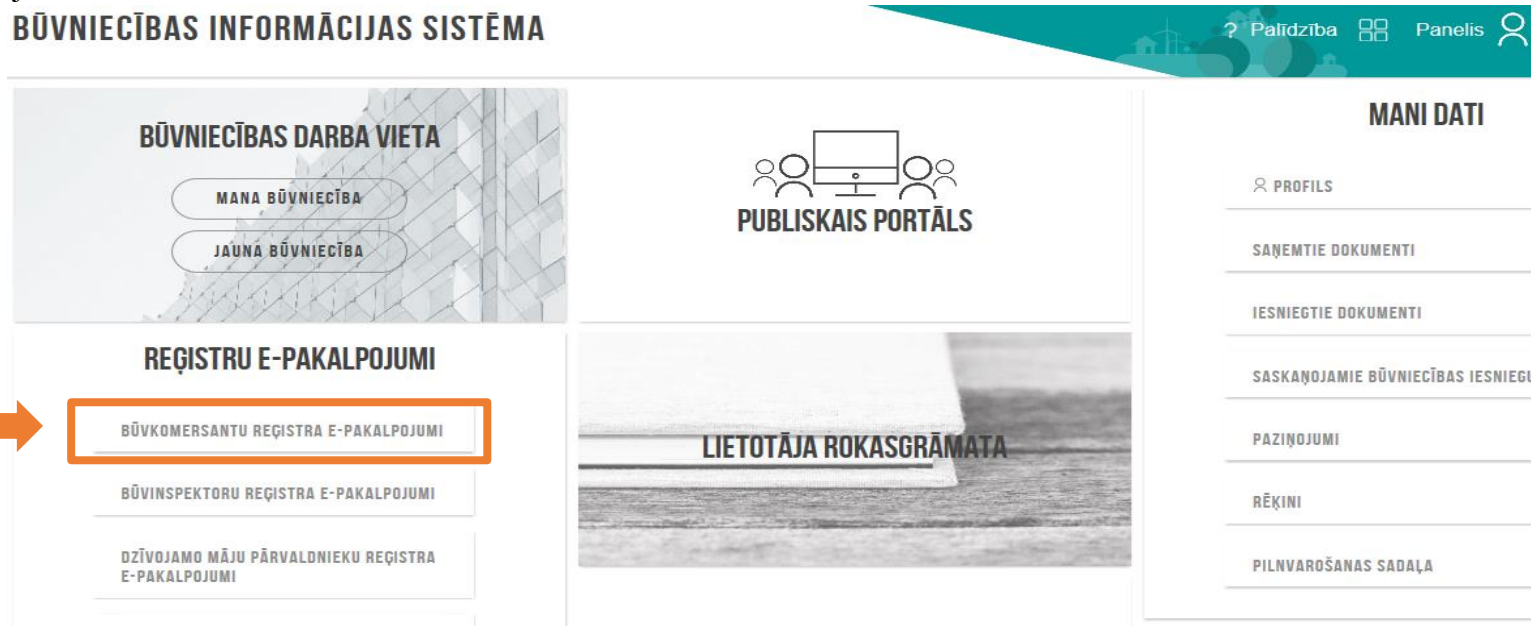 BŪVNIECĪBAS INFORMĀCIJAS SISTĒMA
? Palīdzība Panelis
BŪVNIECĪBAS DARBA VIETA
MANA BŪVNIECĪBA
JAUNA BŪVNIECĪBA
PUBLISKAIS PORTĀLS
REĢISTRU E-PAKALPOJUMI
BŪVKOMERSANTU REĢISTRA E-PAKALPOJUMI
BŪVINSPEKTORU REĢISTRA E-PAKALPOJUMI
DZĪVOJAMO MĀJU PĀRVALDNIEKU REĢISTRA
E-PAKALPOJUMI
LIETOTĀJA ROKASGRĀMATA
MANI DATI
PROFILS
SAŅEMTIE DOKUMENTI
IESNIEGTIE DOKUMENTI
SASKAŅOJAMIE BŪVNIECĪBAS
PAZIŅOJUMI
RĒĶINI
PILNVAROŠANAS SADAĻA